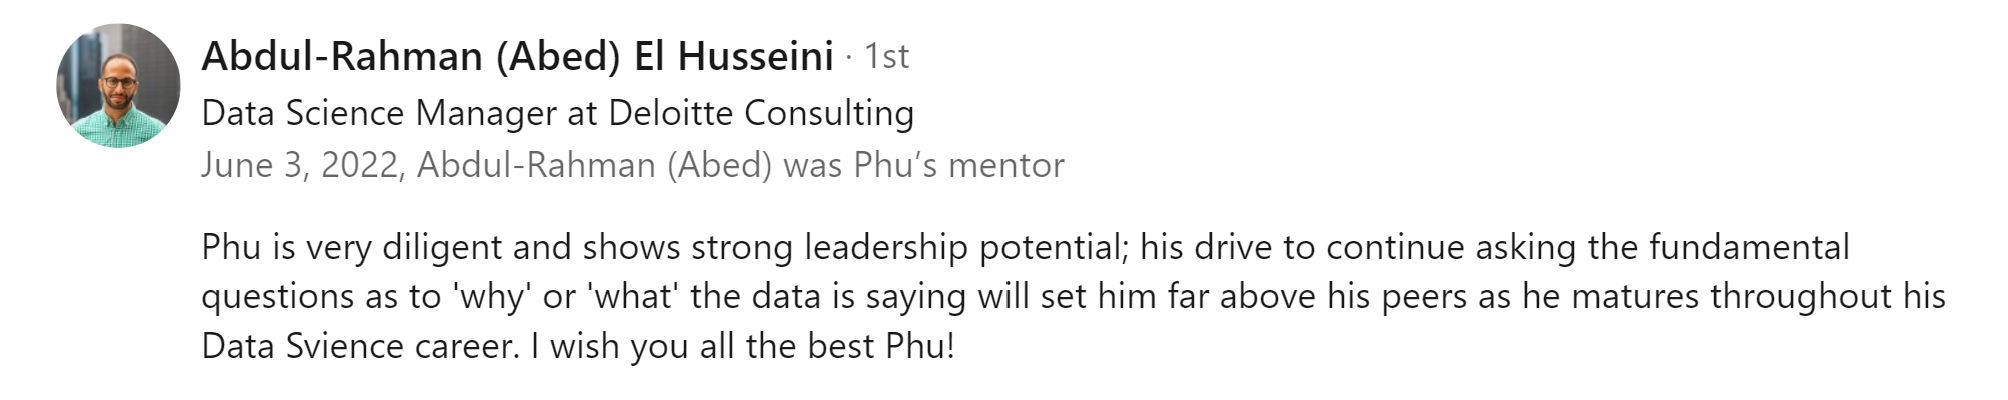 Abdul-Rahman (Abed) El Husseini · 1st
Data Science Manager at Deloitte Consulting
June 3, 2022, Abdul-Rahman (Abed) was Phu’s mentor
Phu is very diligent and shows strong leadership potential; his drive to continue asking the fundamental
questions as to 'why' or 'what' the data is saying will set him far above his peers as he matures throughout his
Data Svience career. I wish you all the best Phu!